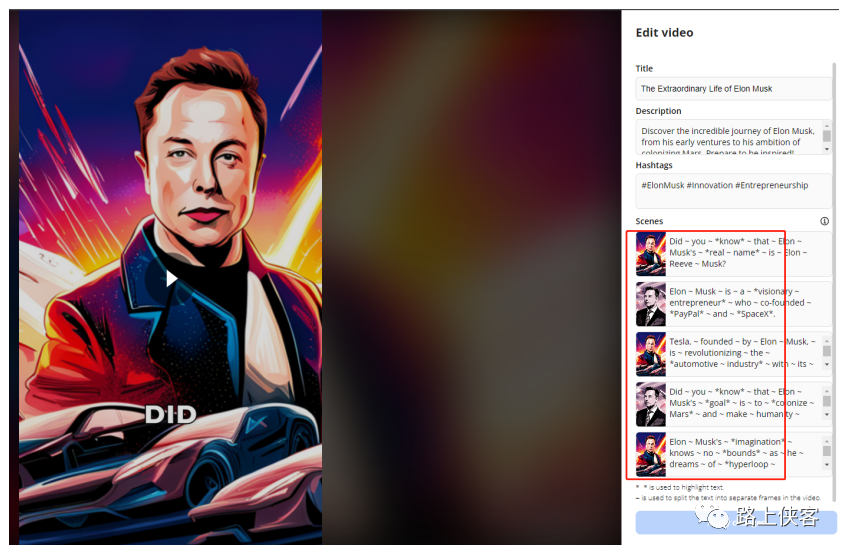 DID
Edit video
Title
The Extraordinary Life of Elon Musk
Description
Discover the incredible journey of Elon Musk,
from his early ventures to his ambition of
colonizing Mars. Prepare to be inspired!
Hashtags
#ElonMusk #Innovation #Entrepreneurship
Scenes
Did ~ you ~ *know* ~ that ~ Elon ~
Musk's ~ *real ~ name* ~ is ~ Elon ~
Reeve ~ Musk?
Elon ~ Musk ~ is ~ a ~ *visionary ~
entrepreneur* ~ who ~ co-founded ~
*PayPal* ~ and ~ *SpaceX*.
Tesla, ~ founded ~ by ~ Elon ~ Musk, ~
is ~ revolutionizing ~ the ~
*automotive ~ industry* ~ with ~ its ~
Did ~ you ~ *know* ~ that ~ Elon ~
Musk's ~ *goal* ~ is ~ to ~ *colonize ~
Mars* ~ and ~ make ~ humanity ~
Elon ~ Musk's ~ *imagination* ~
knows ~ no ~ *bounds* ~ as ~ he ~
dreams ~ of ~ *hyperloop ~
* * is used to highlight text.
~ is used to split the text into separate frames in the video.
路上侠客